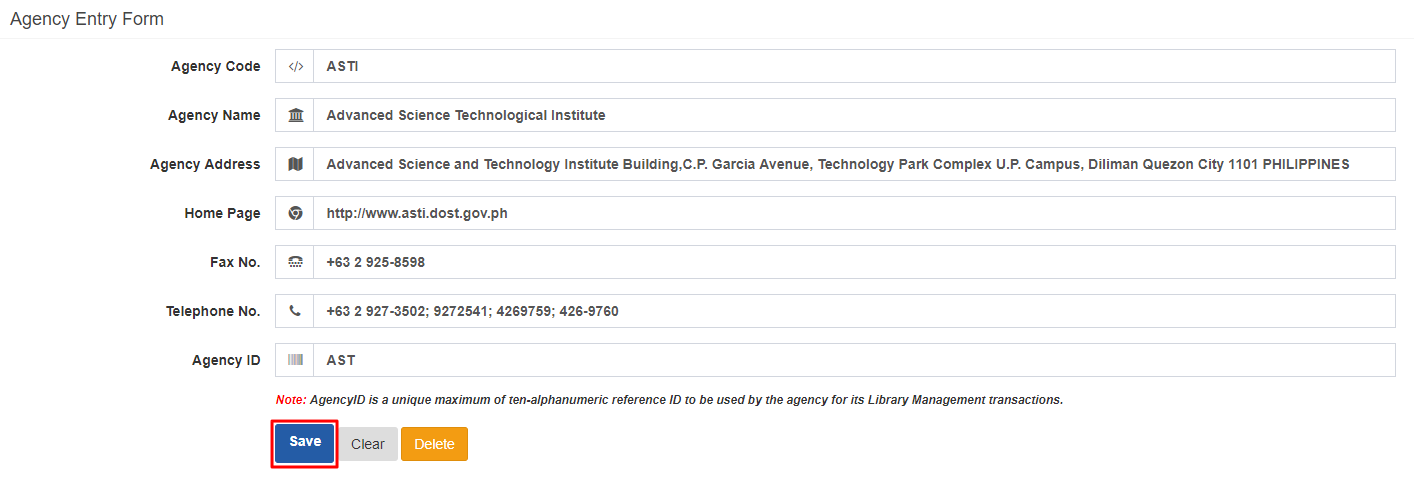 Agency Entry Form
Agency Code </> ASTI
Agency Name Advanced Science Technological Institute
Agency Address Advanced Science and Technology Institute Building,C.P. Garcia Avenue, Technology Park Complex U.P. Campus, Diliman Quezon City 1101 PHILIPPINES
Home Page http://www.asti.dost.gov.ph
Fax No. +63 2 925-8598
Telephone No. +63 2 927-3502; 9272541; 4269759; 426-9760
Agency ID AST
Note: AgencyID is a unique maximum of ten-alphanumeric reference ID to be used by the agency for its Library Management transactions.
Save Clear Delete